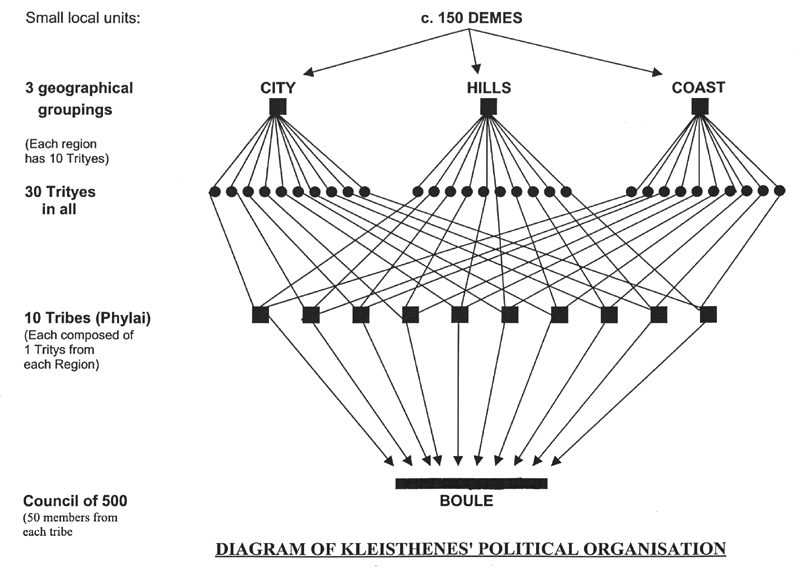 Small local units:
c. 150 DEMES
3 geographical
groupings
CITY
HILLS
COAST
(Each region
has 10 Trityes)
30 Trityes
in all
10 Tribes (Phylai)
(Each composed of
1 Tritys from
each Region)
Council of 500
(50 members from
each tribe
BOULE
DIAGRAM OF KLEISTHENES' POLITICAL ORGANISATION